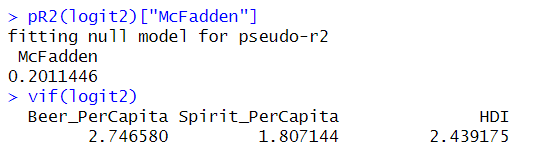 > pR2(logit2)["McFadden"]
fitting null model for pseudo-r2
 McFadden
0.2011446
> vif(logit2)
  Beer_PerCapita Spirit_PerCapita              HDI
        2.746580         1.807144         2.439175